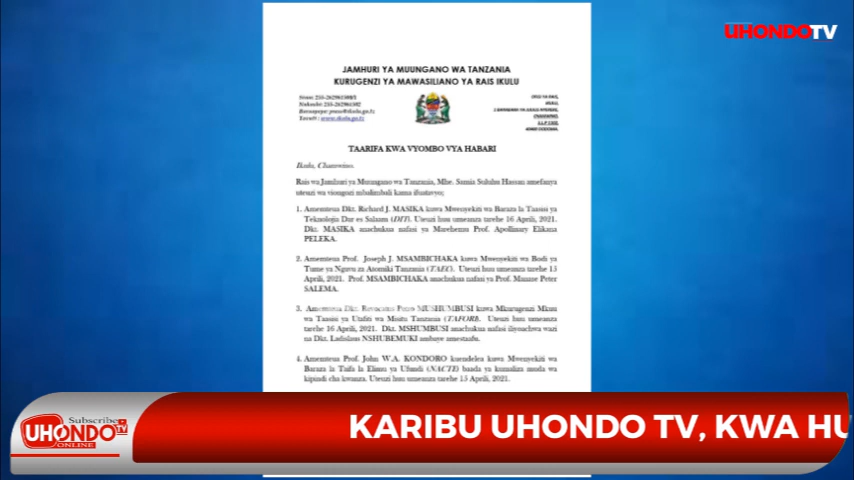 UHONDOTV
JAMHURI YA MUUNGANO WA TANZANIA
KURUGENZI YA MAWASILIANO YA RAIS IKULU
TAARIFA KWA VYOMBO VYA HABARI
Ikulu, Chamwino.
Rais wa Jamhuri ya Muungano wa Tanzania, Mhe. Samia Suluhu Hassan amefanya
uteuzi wa viongozi mbalimbali kama ifuatavyo;
1. Amemteua Dkt. Richard J. MASIKA kuwa Mwenyekiti wa Baraza la Taasisi ya
Teknolojia Dar es Salaam (DIT). Uteuzi huu umeanza tarehe 16 Aprili, 2021.
Dkt. MASIKA anachukua nafasi ya Marehemu Prof. Apollinary Elikana
PELEKA.
2. Amemteua Prof. Joseph J. MSAMBICHAKA kuwa Mwenyekiti wa Bodi ya
Tume ya Nguvu za Atomiki Tanzania (TAEC). Uteuzi huu umeanza tarehe 15
Aprili, 2021. Prof. MSAMBICHAKA anachukua nafasi ya Prof. Manase Peter
SALEMA.
3. Amemteua Dkt. MUSHUMBUSI kuwa Mkurugenzi Mkuu
wa Taasisi ya Utafiti wa Misitu Tanzania (TAFORI). Uteuzi huu umeanza
tarehe 16 Aprili, 2021. Dkt. MSHUMBUSI anachukua nafasi iliyoachwa wazi
na Dkt. Ladislaus NSHUBEMUKI ambaye amestaafu.
4. Amemteua Prof. John W.A. KONDORO kuendelea kuwa Mwenyekiti wa
Baraza la Taifa la Elimu ya Ufundi (NACTE) baada ya kumaliza muda wa
kipindi cha kwanza. Uteuzi huu umeanza tarehe 15 Aprili, 2021.
Subscribe
UHONDO TV
ONLINE
KARIBU UHONDO TV, KWA HU